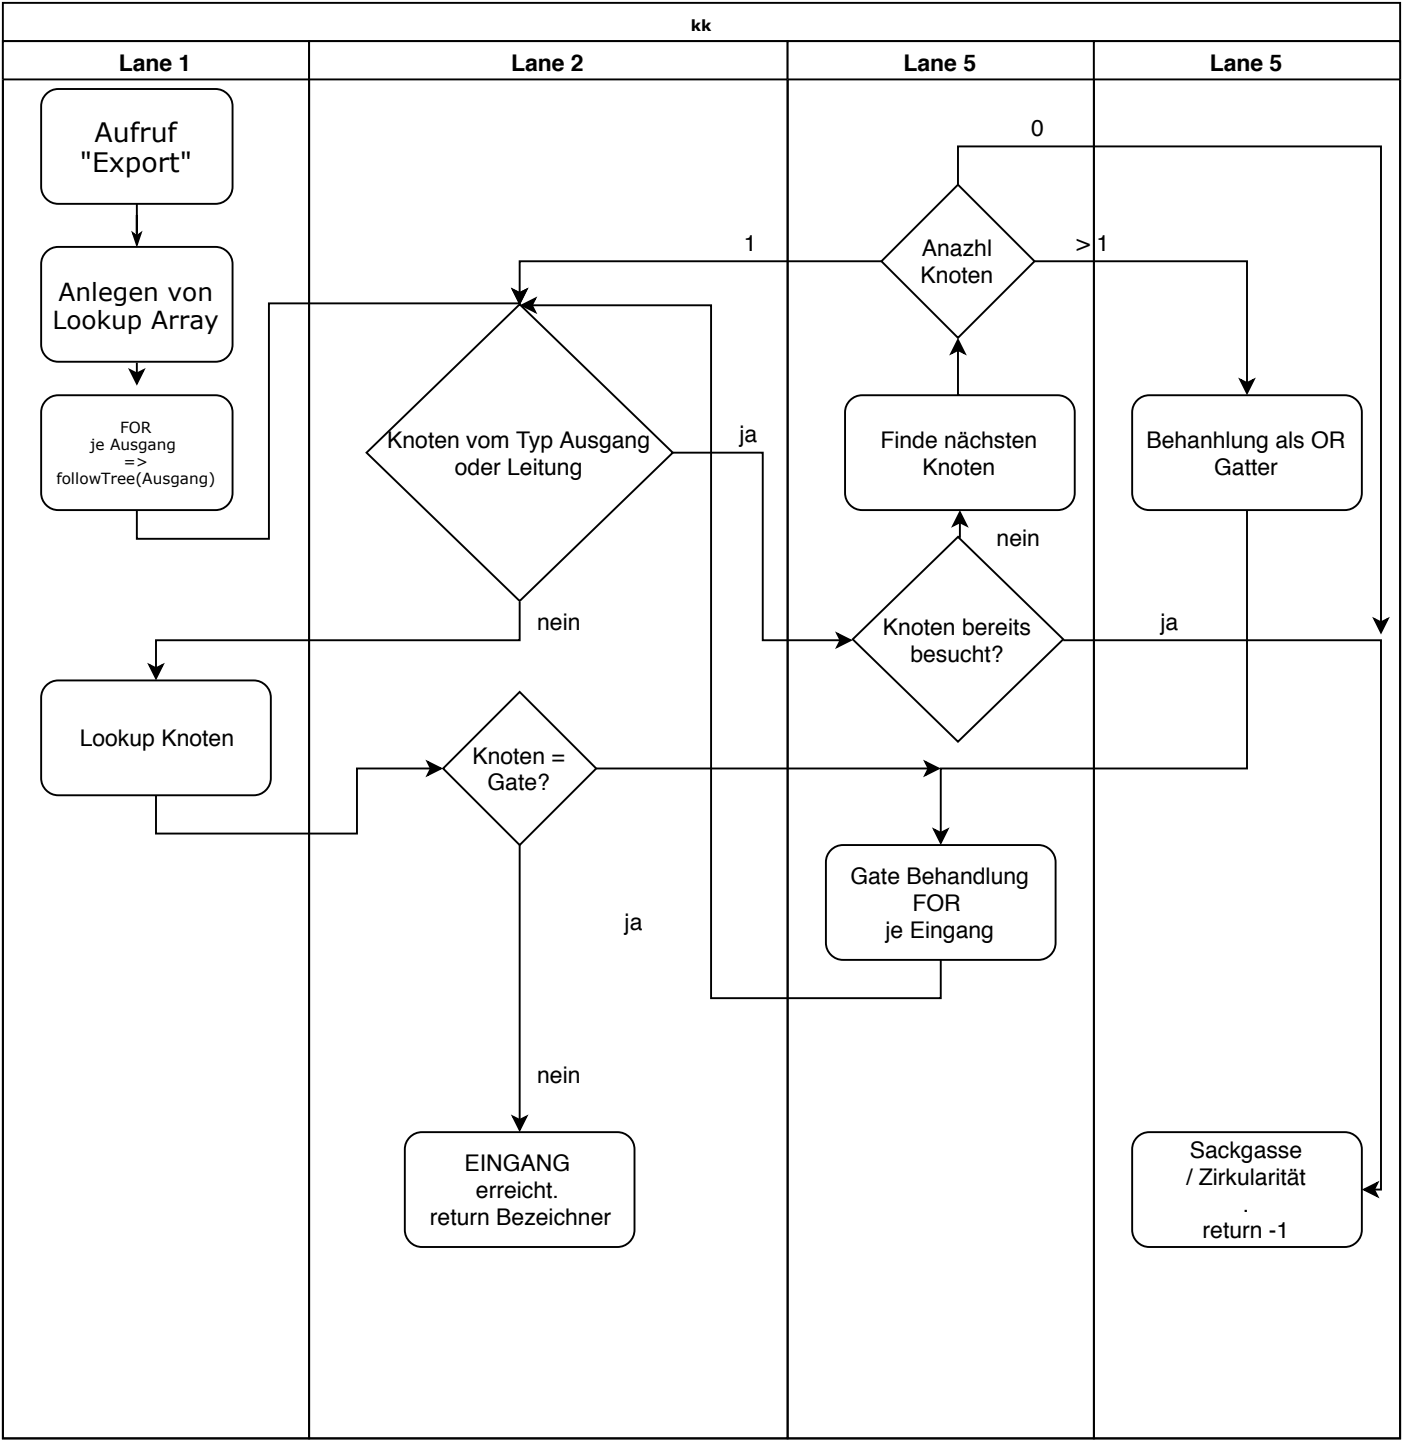 kk
Lane 1
Lane 2
Lane 5
Lane 5
Aufruf
"Export"
Anlegen von
Lookup Array
FOR
je Ausgang
=>
followTree(Ausgang)
0
1
Anazhl
Knoten
> 1
Knoten vom Typ Ausgang
oder Leitung
ja
Finde nächsten
Knoten
Behanhlung als OR
Gatter
nein
nein
Knoten bereits
besucht?
ja
Lookup Knoten
Knoten =
Gate?
Gate Behandlung
FOR
je Eingang
ja
nein
EINGANG
erreicht.
return Bezeichner
Sackgasse
/ Zirkularität
.
return -1